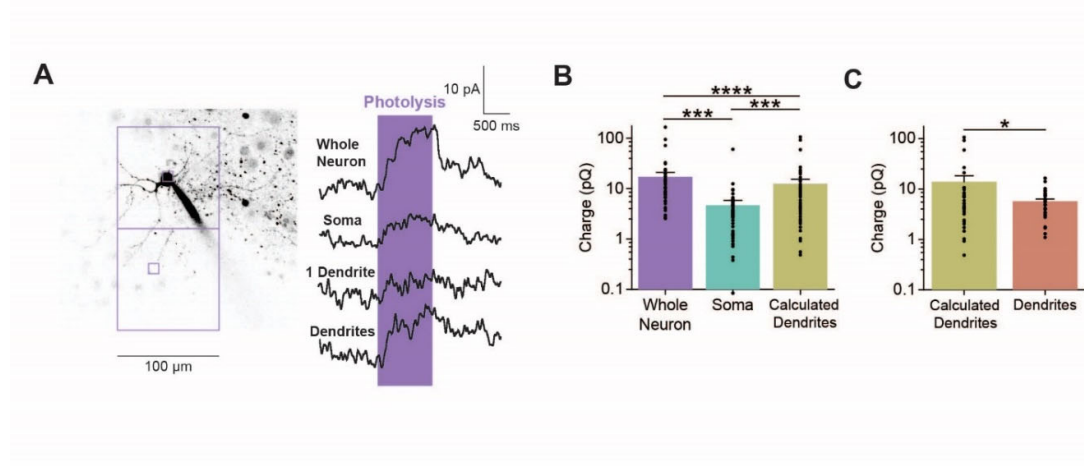 A
100 µm
Photolysis
10 pA
500 ms
Whole
Neuron
Soma
1 Dendrite
Dendrites
B
****
***
***
Charge (pQ)
100
10
1
0.1
Whole
Neuron
Soma
Calculated
Dendrites
C
*
Charge (pQ)
100
10
1
0.1
Calculated
Dendrites
Dendrites